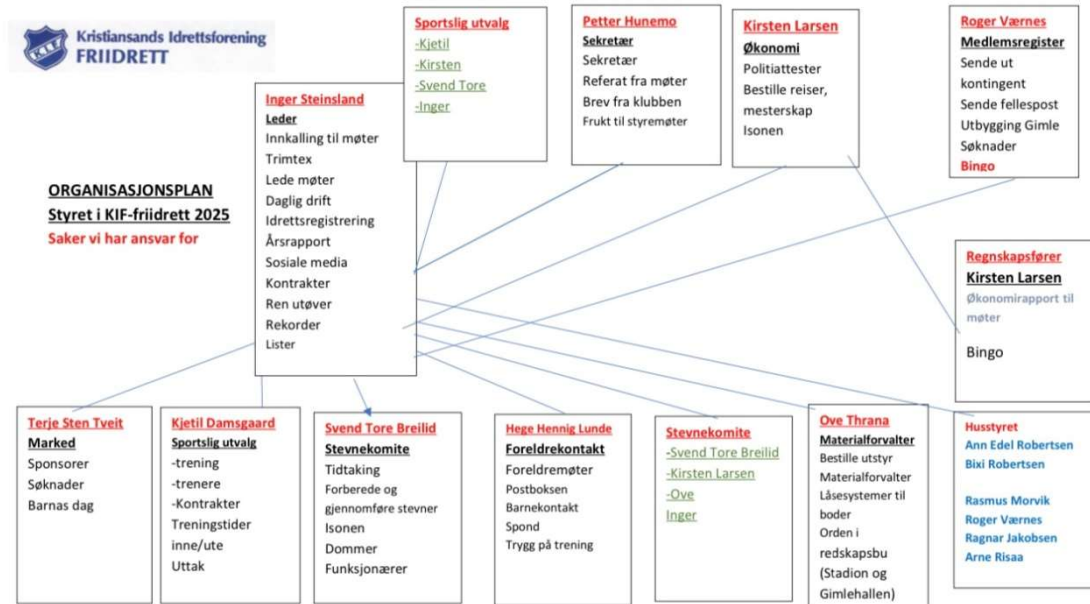 Kristiansands Idrettsforening
FRIIDRETT
KIF
ORGANISASJONSPLAN
Styret i KIF-friidrett 2025
Saker vi har ansvar for
Inger Steinsland
Leder
Innkalling til møter
Trimtex
Lede møter
Daglig drift
Idrettsregistrering
Årsrapport
Sosiale media
Kontrakter
Ren utøver
Rekorder
Lister
Sportslig utvalg
-Kjetil
-Kirsten
-Svend Tore
-Inger
Petter Hunemo
Sekretær
Sekretær
Referat fra møter
Brev fra klubben
Frukt til styremøter
Kirsten Larsen
Økonomi
Politiattester
Bestille reiser,
mesterskap
Isonen
Roger Værnes
Medlemsregister
Sende ut
kontingent
Sende fellespost
Utbygging Gimle
Søknader
Bingo
Regnskapsfører
Kirsten Larsen
Økonomirapport til
møter
Bingo
Terje Sten Tveit
Marked
Sponsorer
Søknader
Barnas dag
Kjetil Damsgaard
Sportslig utvalg
-trening
-trenere
-Kontrakter
Treningstider
inne/ute
Uttak
Svend Tore Breilid
Stevnekomite
Tidtaking
Forberede og
gjennomføre stevner
Isonen
Dommer
Funksjonærer
Hege Hennig Lunde
Foreldrekontakt
Foreldremøter
Postboksen
Barnekontakt
Spond
Trygg på trening
Stevnekomite
-Svend Tore Breilid
-Kirsten Larsen
-Ove
Inger
Ove Thrana
Materialforvalter
Bestille utstyr
Materialforvalter
Låsesystemer til
boder
Orden i
redskapsbu
(Stadion og
Gimlehallen)
Husstyret
Ann Edel Robertsen
Bixi Robertsen
Rasmus Morvik
Roger Værnes
Ragnar Jakobsen
Arne Risaa